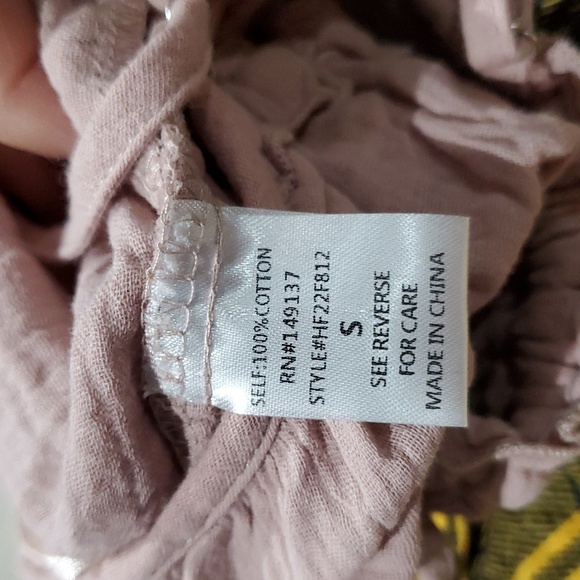 SELF:100%COTTON
RN#149137
STYLE#HF22F812
S
SEE REVERSE
FOR CARE
MADE IN CHINA